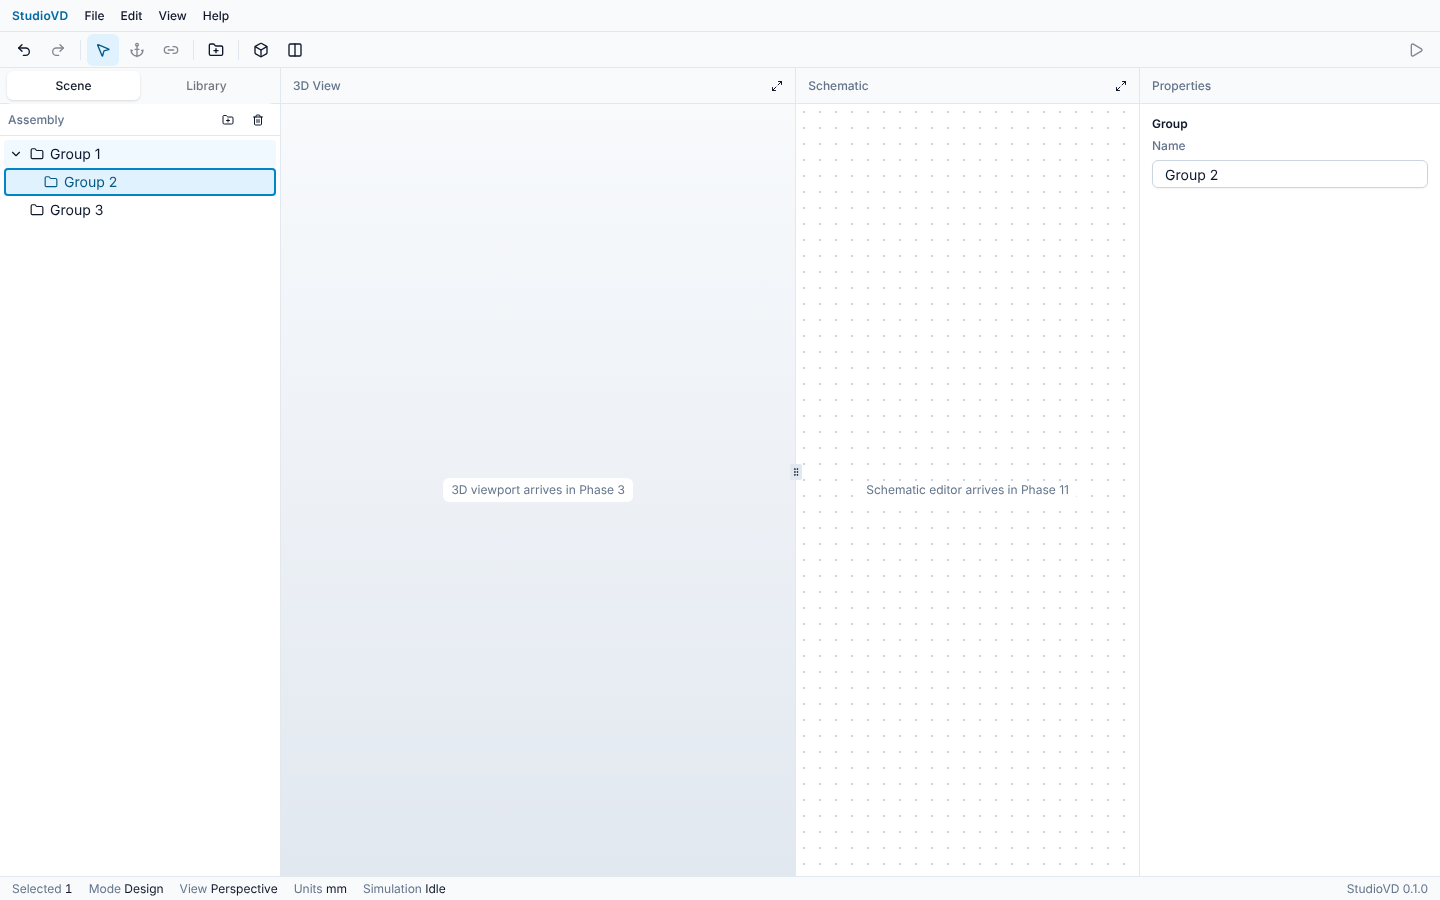 StudioVD File Edit View Help
Scene Library
3D View
Schematic
Properties
Assembly
Group 1
Group 2
Group 3
3D viewport arrives in Phase 3
Schematic editor arrives in Phase 11
Group
Name
Group 2
Selected 1 Mode Design View Perspective Units mm Simulation Idle
StudioVD 0.1.0